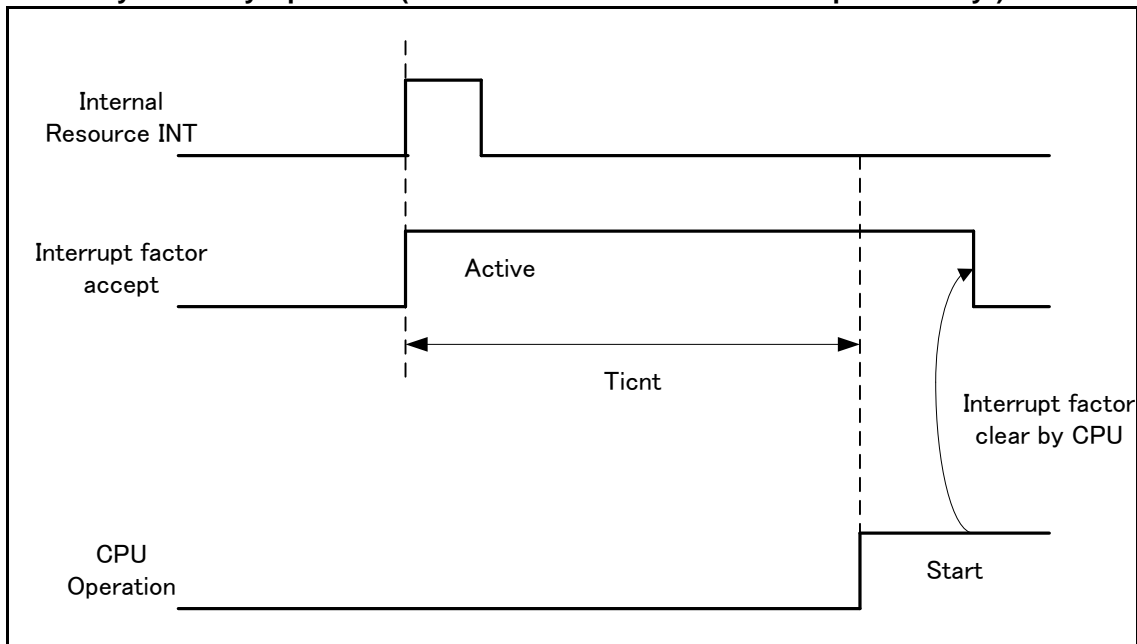 Internal
Resource INT
Interrupt factor
accept
Active
Ticnt
Interrupt factor
clear by CPU
CPU
Operation
Start